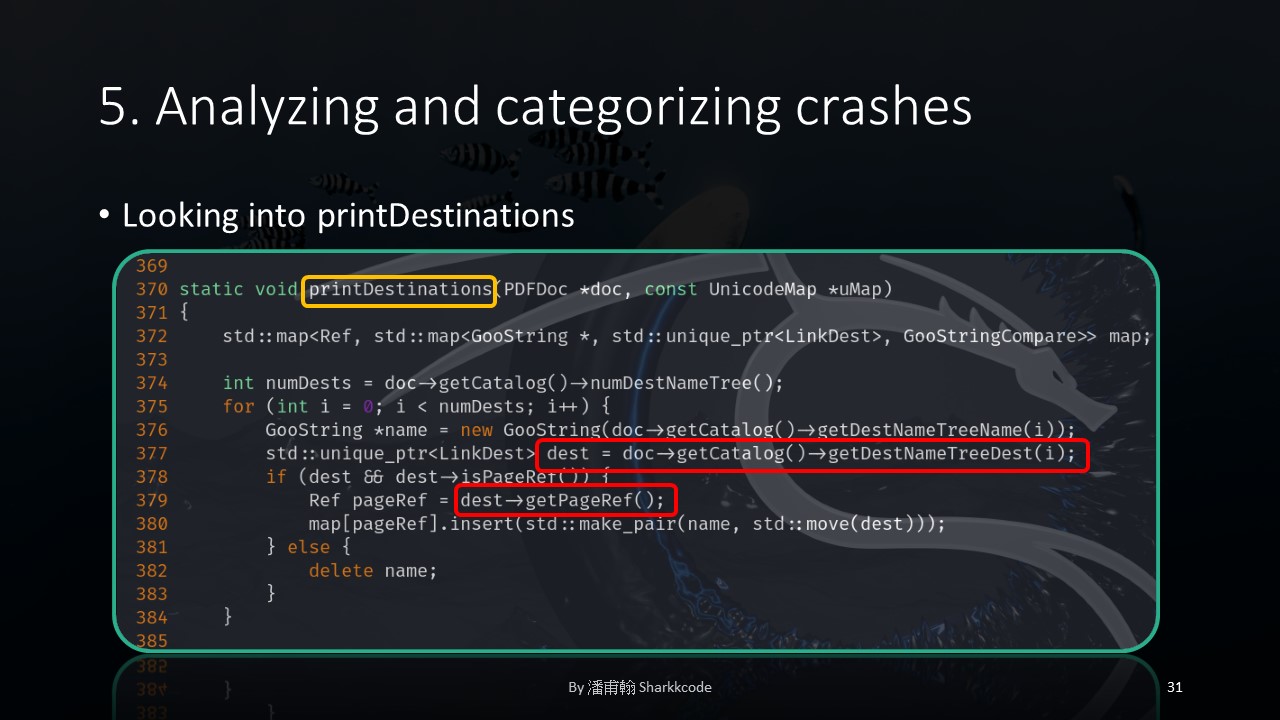 5. Analyzing and categorizing crashes
• Looking into printDestinations
369
370 static void printDestinations(PDFDoc *doc, const UnicodeMap *uMap)
371 {
372     std::map<Ref, std::map<GooString *, std::unique_ptr<LinkDest>, GooStringCompare>> map;
373
374     int numDests = doc->getCatalog()->numDestNameTree();
375     for (int i = 0; i < numDests; i++) {
376         GooString *name = new GooString(doc->getCatalog()->getDestNameTreeName(i));
377         std::unique_ptr<LinkDest> dest = doc->getCatalog()->getDestNameTreeDest(i);
378         if (dest && dest->isPageRef()) {
379             Ref pageRef = dest->getPageRef();
380             map[pageRef].insert(std::make_pair(name, std::move(dest)));
381         } else {
382             delete name;
383         }
384     }
385
By 潘甫翰 Sharkkcode
31